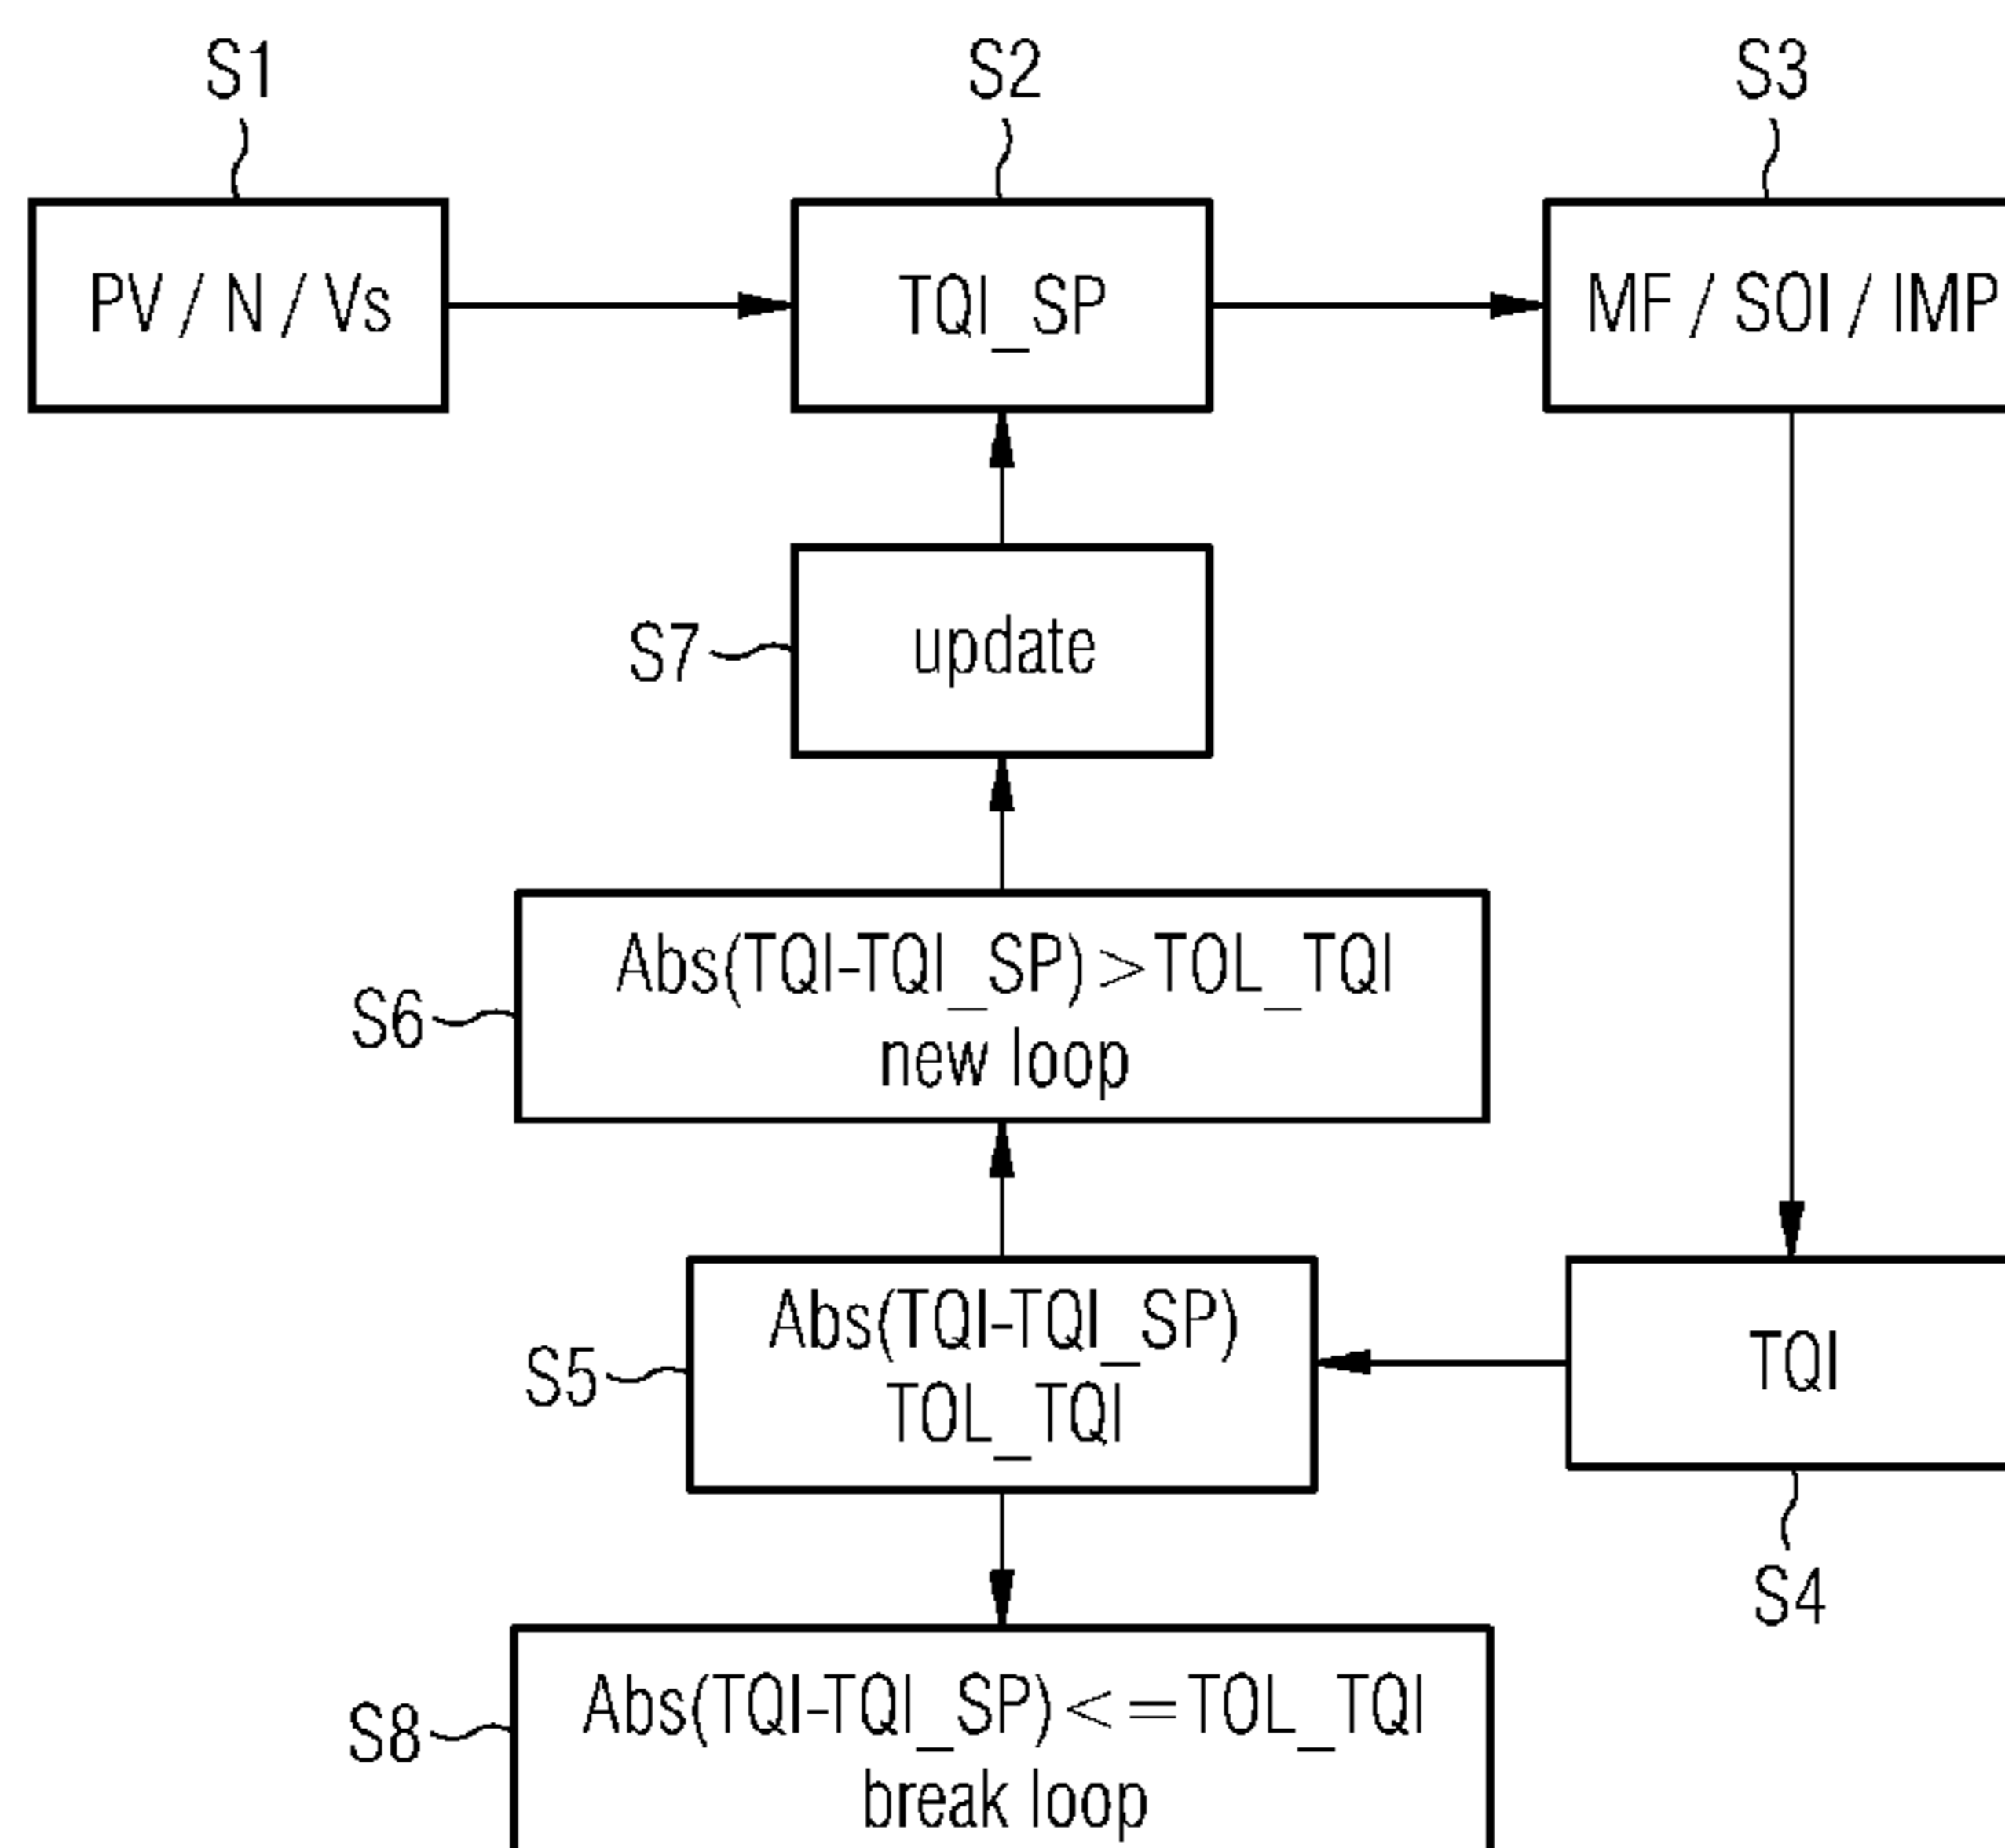 S1
S2
S3
PV / N / Vs
TQI_SP
MF / SOI / IMP
S7
update
Abs(TQI-TQI_SP)>TOL_TQI
S6
new loop
Abs(TQI-TQI_SP)
S5
TOL_TQI
TQI
S4
Abs(TQI-TQI_SP)<=TOL_TQI
S8
break loop